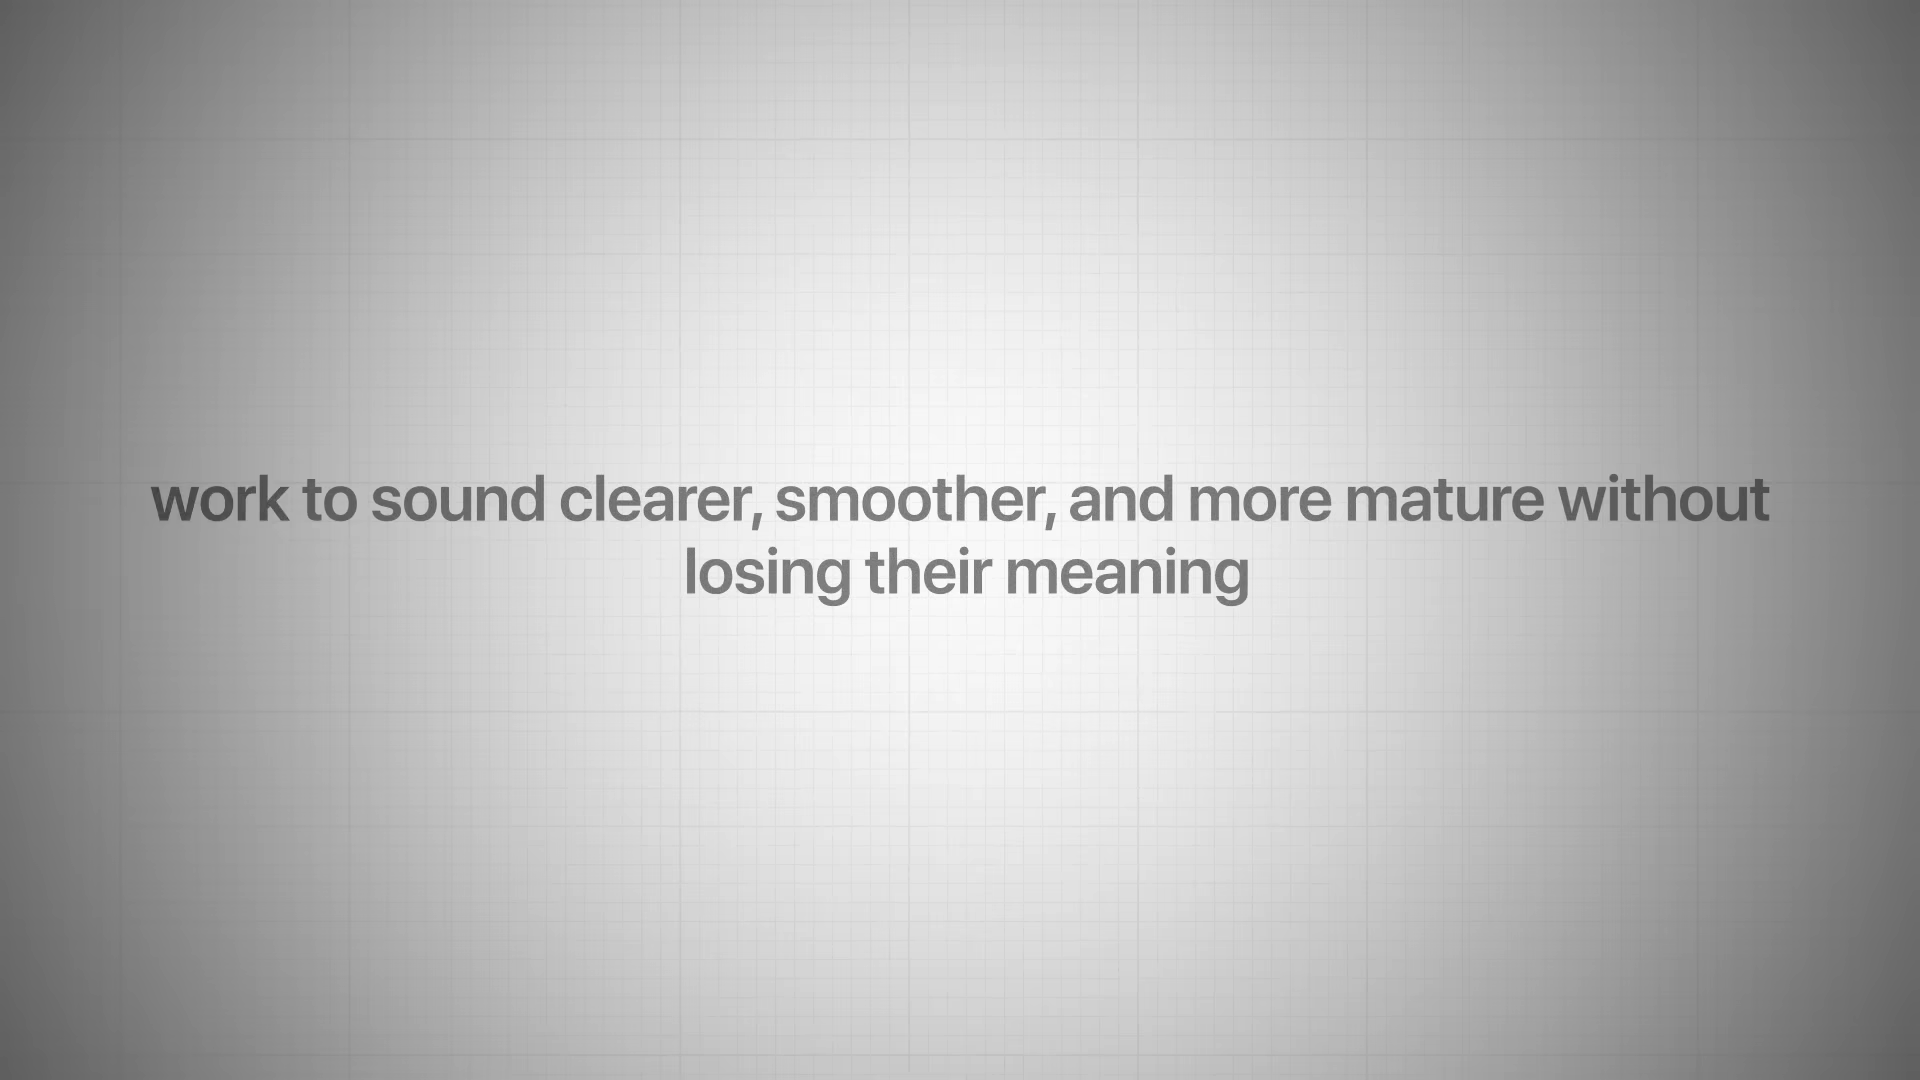 work to sound clearer, smoother, and more mature without
losing their meaning